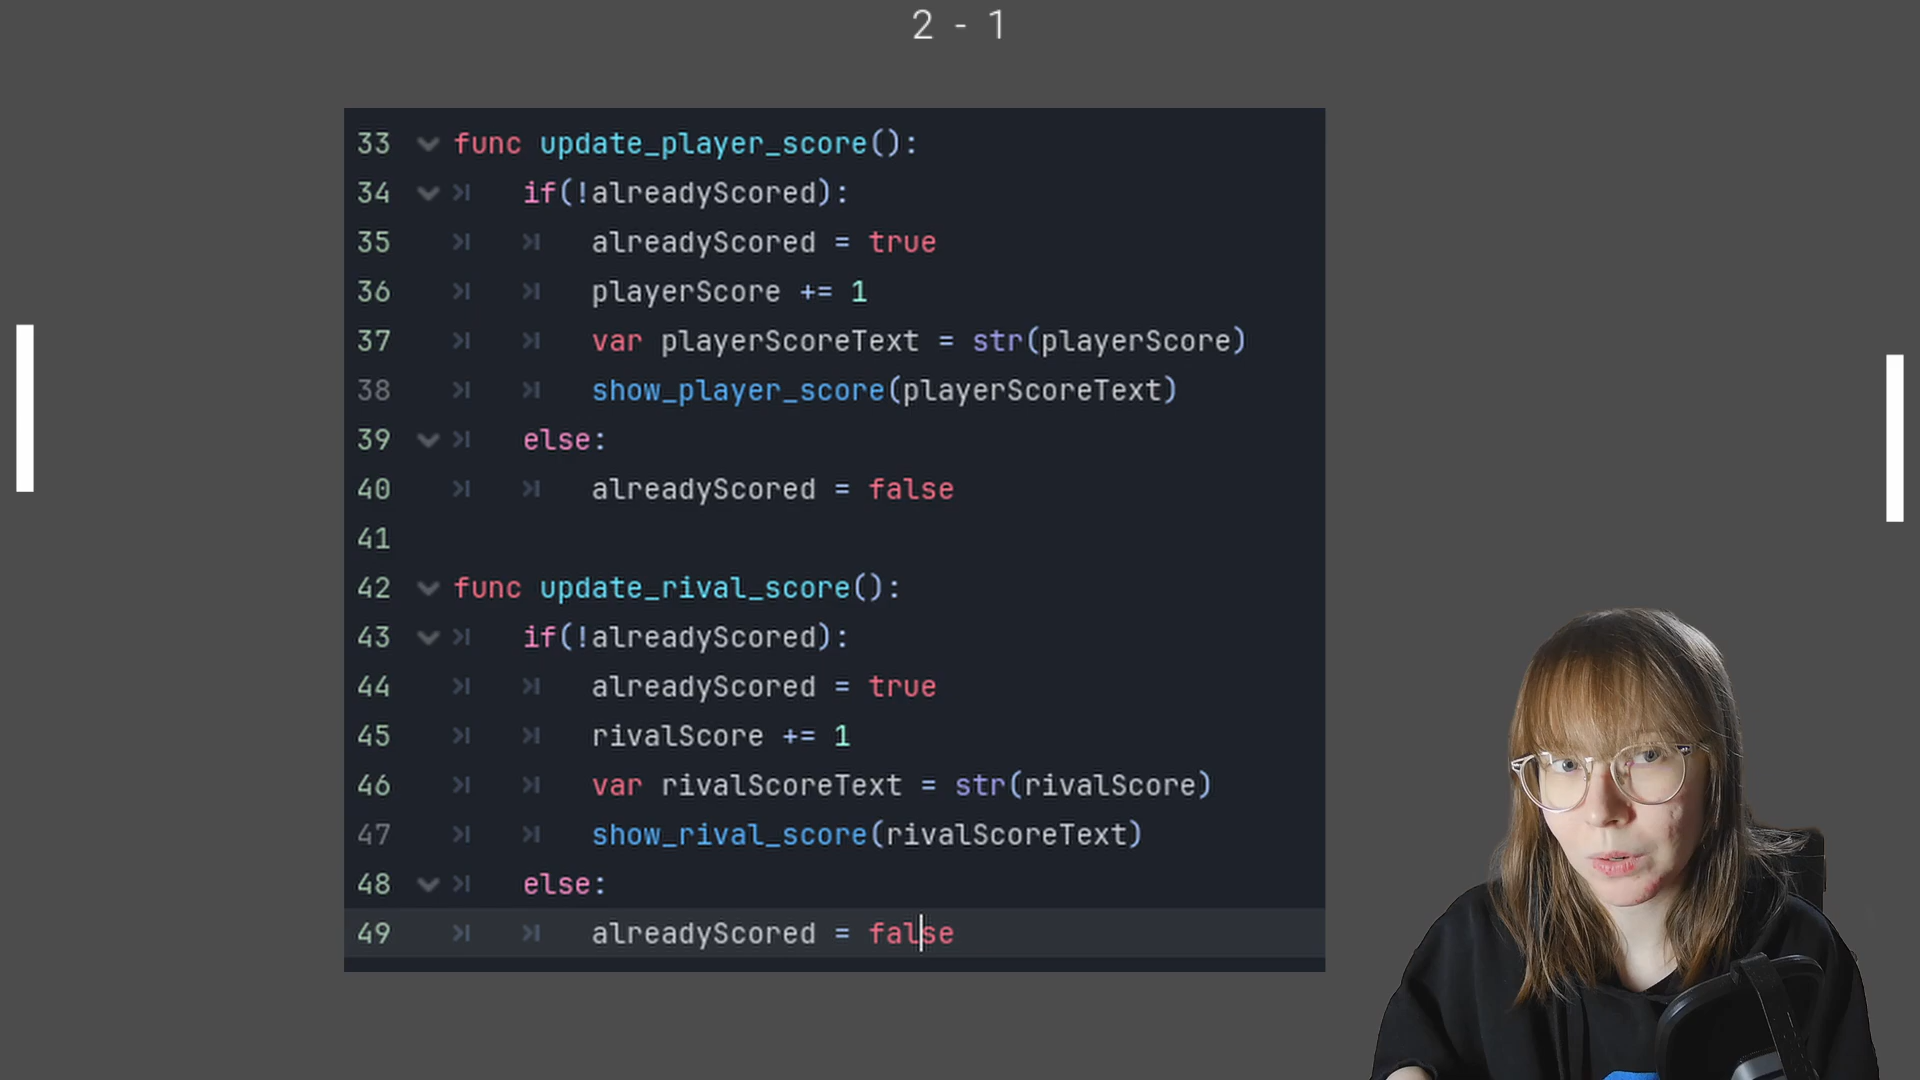 2 - 1
33 func update_player_score():
34 if(!alreadyScored):
35 alreadyScored = true
36 playerScore += 1
37 var playerScoreText = str(playerScore)
38 show_player_score(playerScoreText)
39 else:
40 alreadyScored = false
41
42 func update_rival_score():
43 if(!alreadyScored):
44 alreadyScored = true
45 rivalScore += 1
46 var rivalScoreText = str(rivalScore)
47 show_rival_score(rivalScoreText)
48 else:
49 alreadyScored = false